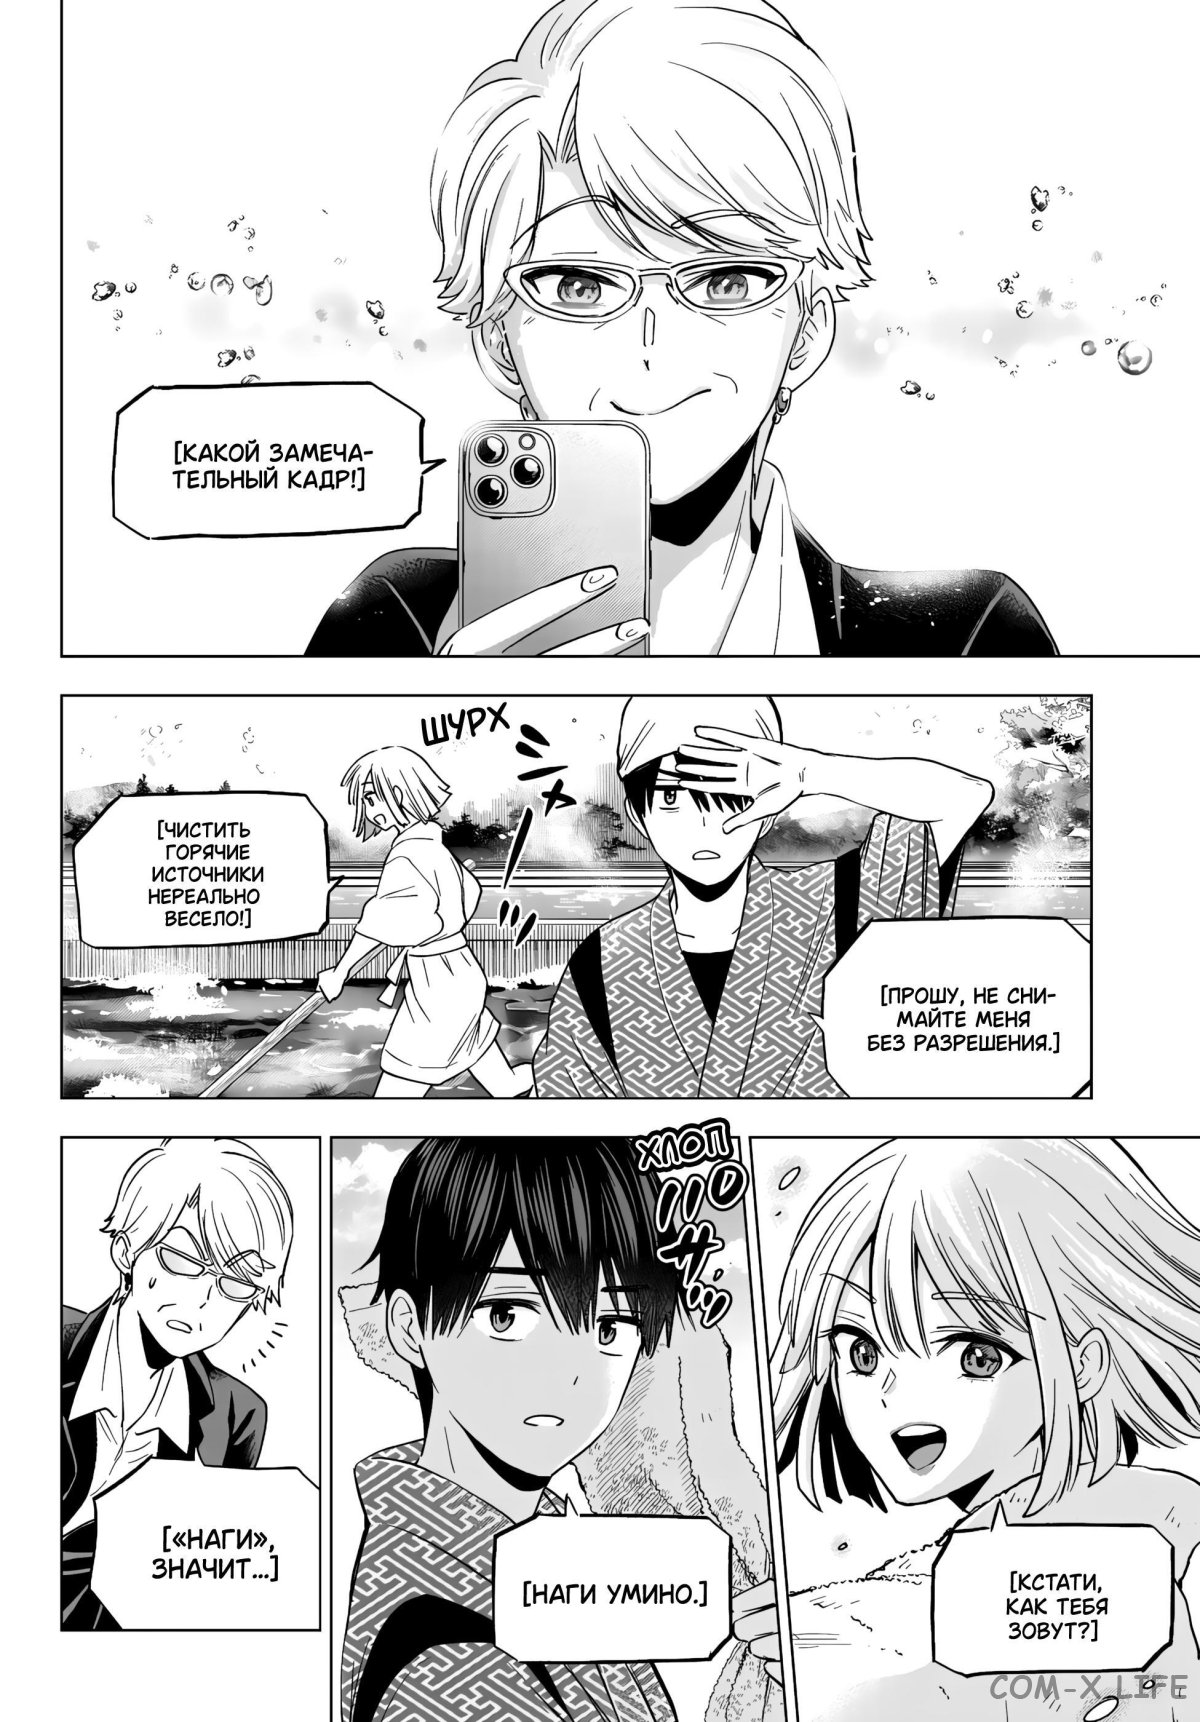 [КАКОЙ ЗАМЕЧА-
ТЕЛЬНЫЙ КАДР!]
ШУРХ
[ПРОШУ, НЕ СНИ-
МАЙТЕ МЕНЯ
БЕЗ РАЗРЕШЕНИЯ.]
[ЧИСТИТЬ
ГОРЯЧИЕ
ИСТОЧНИКИ
НЕРЕАЛЬНО
ВЕСЕЛО!]
[КСТАТИ,
КАК ТЕБЯ
ЗОВУТ?]
ХЛОП
[НАГИ УМИНО.]
[«НАГИ»,
ЗНАЧИТ...]
COM-X LIFE